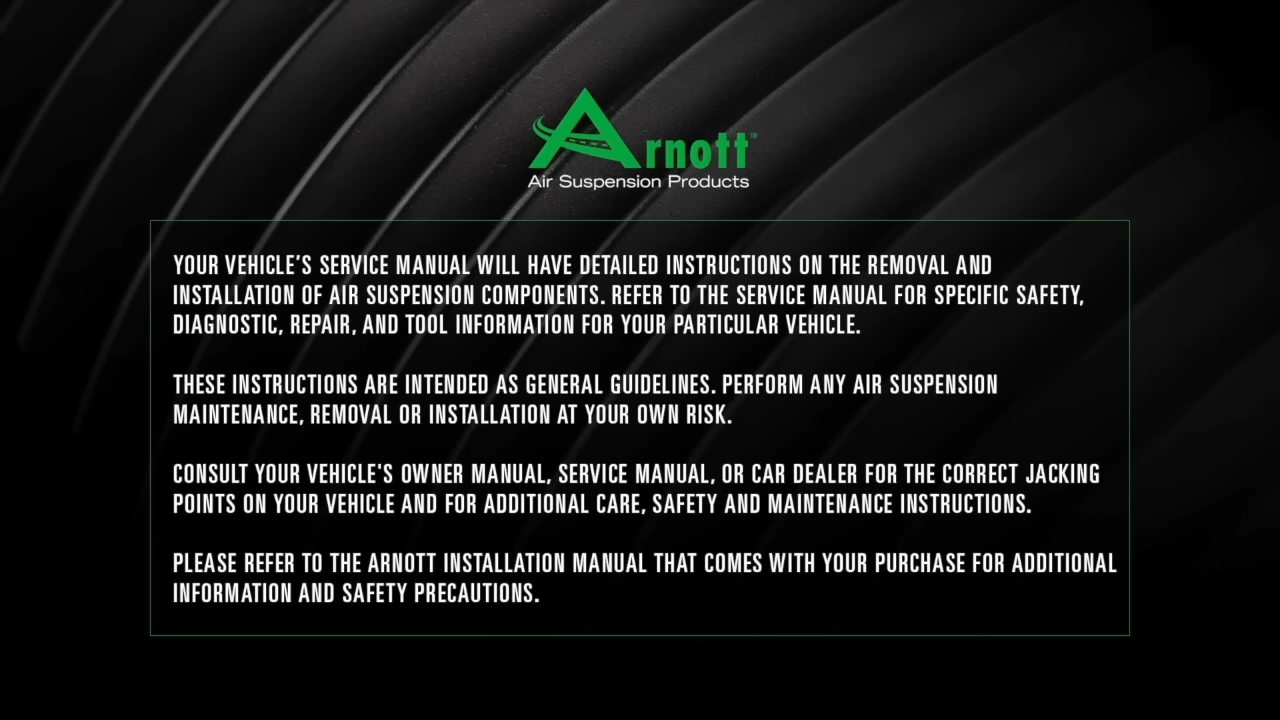 Arnott™
Air Suspension Products
YOUR VEHICLE’S SERVICE MANUAL WILL HAVE DETAILED INSTRUCTIONS ON THE REMOVAL AND
INSTALLATION OF AIR SUSPENSION COMPONENTS. REFER TO THE SERVICE MANUAL FOR SPECIFIC SAFETY,
DIAGNOSTIC, REPAIR, AND TOOL INFORMATION FOR YOUR PARTICULAR VEHICLE.
THESE INSTRUCTIONS ARE INTENDED AS GENERAL GUIDELINES. PERFORM ANY AIR SUSPENSION
MAINTENANCE, REMOVAL OR INSTALLATION AT YOUR OWN RISK.
CONSULT YOUR VEHICLE'S OWNER MANUAL, SERVICE MANUAL, OR CAR DEALER FOR THE CORRECT JACKING
POINTS ON YOUR VEHICLE AND FOR ADDITIONAL CARE, SAFETY AND MAINTENANCE INSTRUCTIONS.
PLEASE REFER TO THE ARNOTT INSTALLATION MANUAL THAT COMES WITH YOUR PURCHASE FOR ADDITIONAL
INFORMATION AND SAFETY PRECAUTIONS.